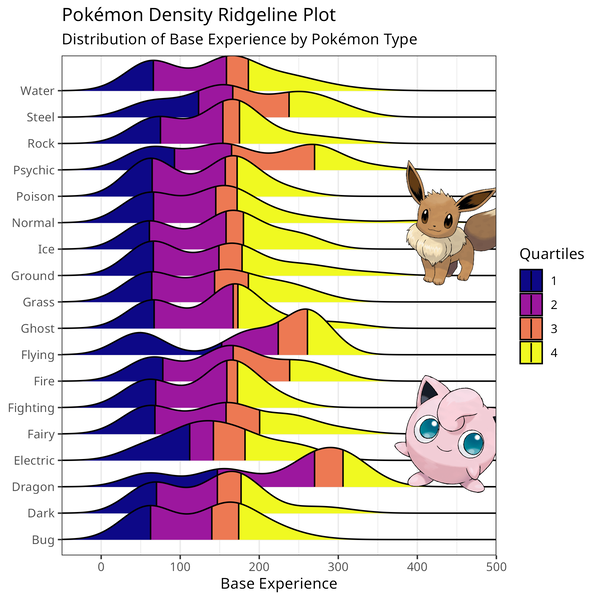 Pokémon Density Ridgeline Plot
Distribution of Base Experience by Pokémon Type
Water
Steel
Rock
Psychic
Poison
Normal
Ice
Ground
Grass
Ghost
Flying
Fire
Fighting
Fairy
Electric
Dragon
Dark
Bug
0 100 200 300 400 500
Base Experience
Quartiles
1
2
3
4